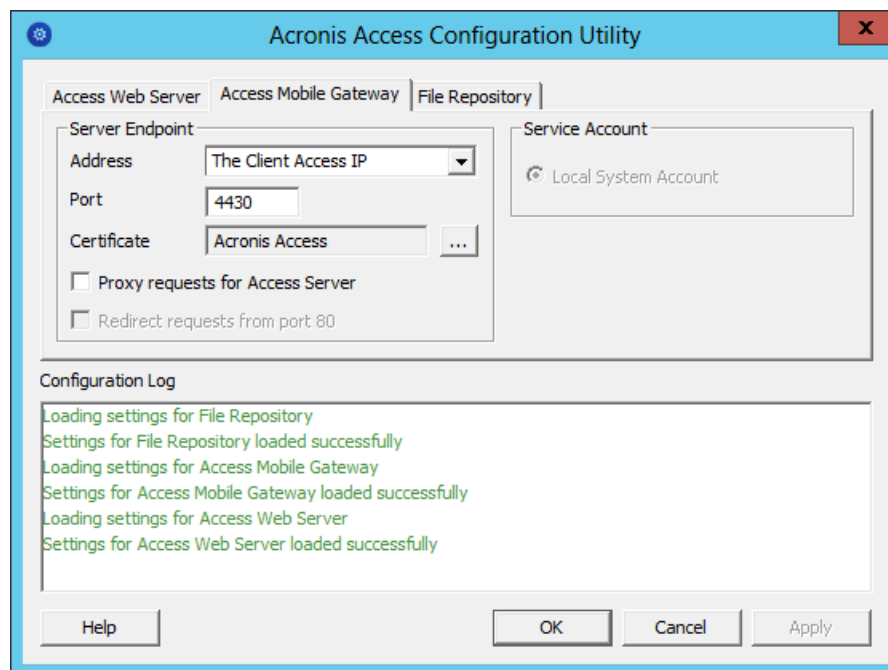 Acronis Access Configuration Utility
x
Access Web Server
Access Mobile Gateway
File Repository
Server Endpoint
Address
The Client Access IP
Port
4430
Certificate
Acronis Access
...
Proxy requests for Access Server
Redirect requests from port 80
Service Account
Local System Account
Configuration Log
Loading settings for File Repository
Settings for File Repository loaded successfully
Loading settings for Access Mobile Gateway
Settings for Access Mobile Gateway loaded successfully
Loading settings for Access Web Server
Settings for Access Web Server loaded successfully
Help
OK
Cancel
Apply